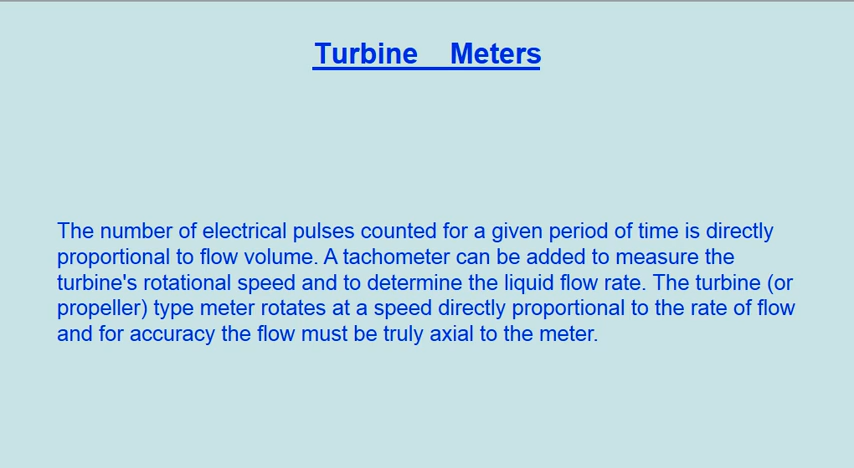 Turbine Meters
The number of electrical pulses counted for a given period of time is directly
proportional to flow volume. A tachometer can be added to measure the
turbine's rotational speed and to determine the liquid flow rate. The turbine (or
propeller) type meter rotates at a speed directly proportional to the rate of flow
and for accuracy the flow must be truly axial to the meter.